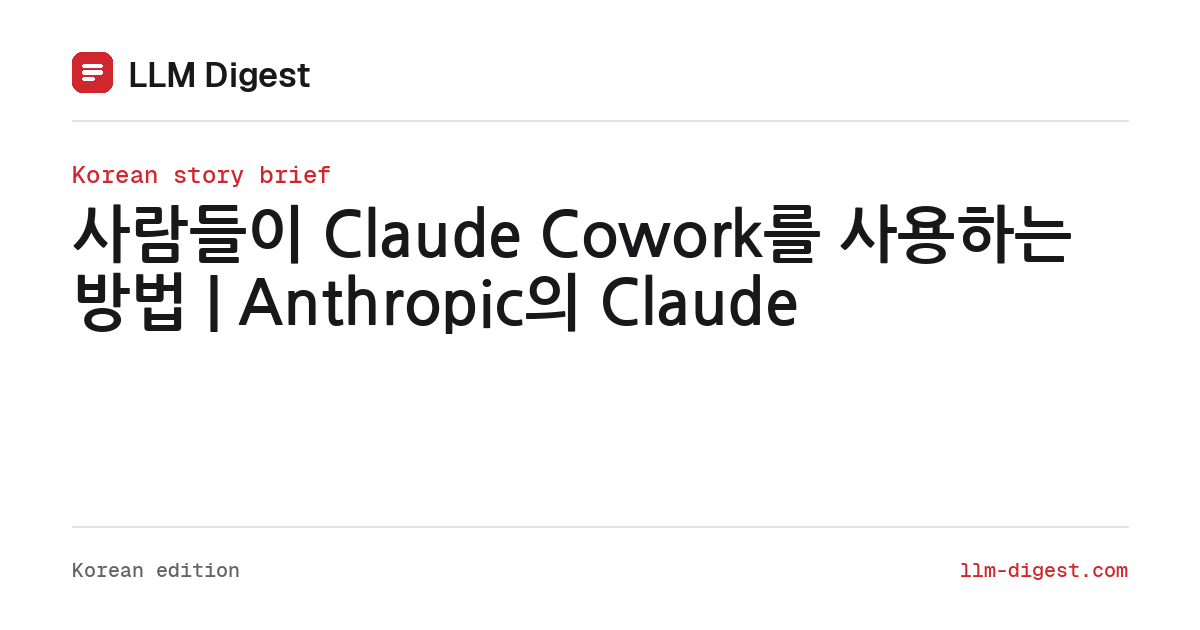 LLM Digest
Korean story brief
사람들이 Claude Cowork를 사용하는
방법 | Anthropic의 Claude
Korean edition
llm-digest.com